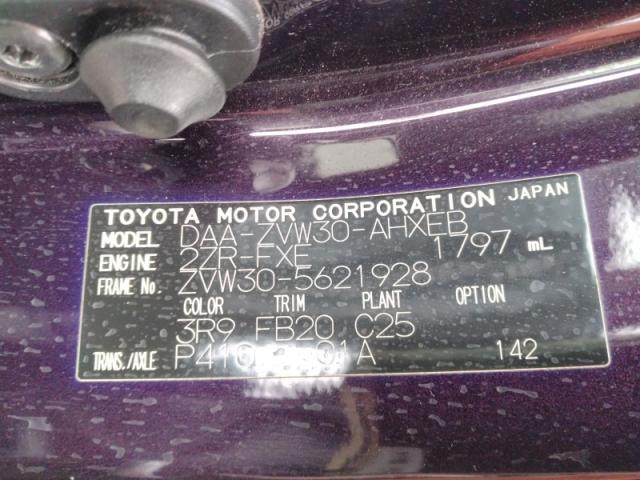 TOYOTA MOTOR CORPORATION JAPAN
MODEL DAA-ZVW30-AHXEB
ENGINE 2ZR-FXE 1797 mL
FRAME No. ZVW30-5621928
COLOR TRIM PLANT OPTION
3R9 FB20 C25
TRANS./AXLE 142